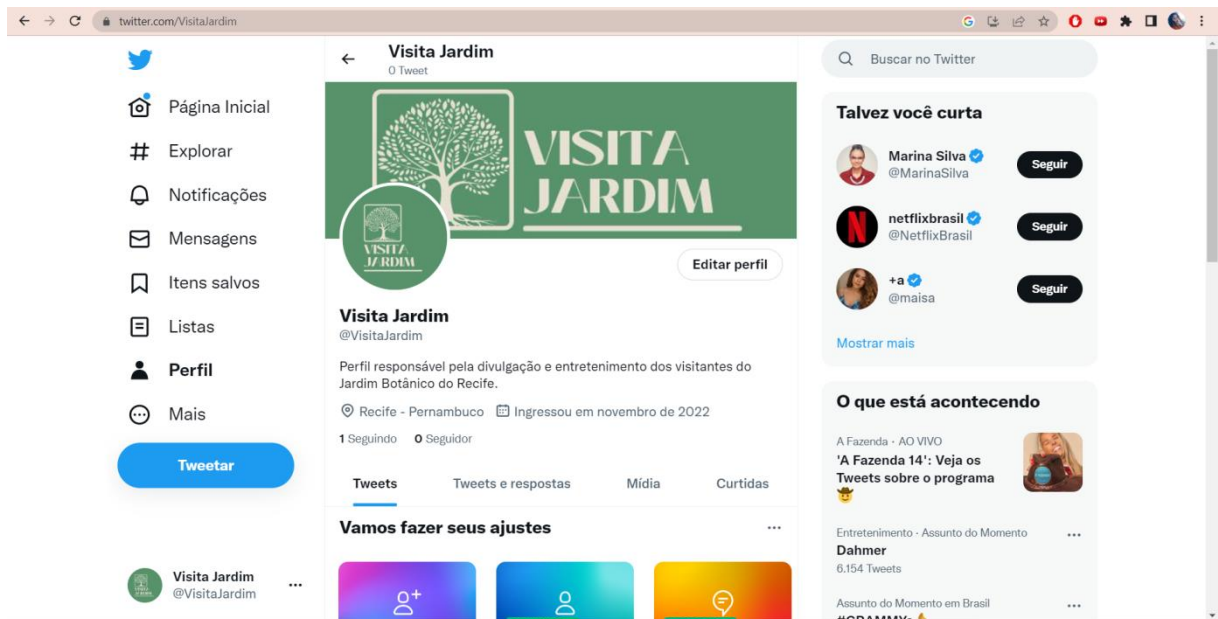 twitter.com/VisitaJardim
Página Inicial
Explorar
Notificações
Mensagens
Itens salvos
Listas
Perfil
Mais
Tweetar
Visita Jardim
@VisitaJardim
Visita Jardim
0 Tweet
VISITA
JARDIM
VISITA
JARDIM
Editar perfil
Visita Jardim
@VisitaJardim
Perfil responsável pela divulgação e entretenimento dos visitantes do
Jardim Botânico do Recife.
Recife - Pernambuco Ingressou em novembro de 2022
1 Seguindo 0 Seguidor
Tweets Tweets e respostas Mídia Curtidas
Vamos fazer seus ajustes
Buscar no Twitter
Talvez você curta
Marina Silva
@MarinaSilva
Seguir
netflixbrasil
@NetflixBrasil
Seguir
+a
@maisa
Seguir
Mostrar mais
O que está acontecendo
A Fazenda · AO VIVO
'A Fazenda 14': Veja os
Tweets sobre o programa
🤠
Entretenimento · Assunto do Momento
Dahmer
6.154 Tweets
Assunto do Momento em Brasil
#GRAMMYs